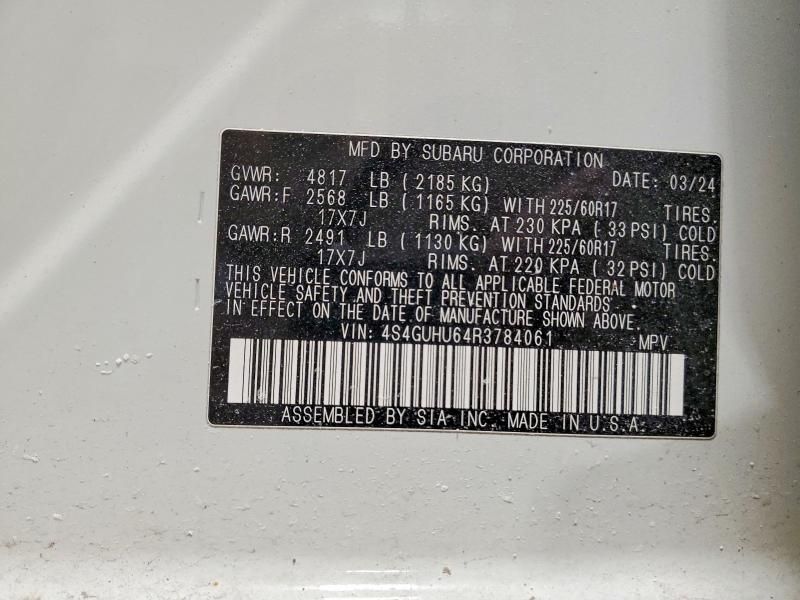 MFD BY SUBARU CORPORATION
GVWR: 4817 LB ( 2185 KG) DATE: 03/24
GAWR:F 2568 LB ( 1165 KG) WITH 225/60R17 TIRES.
17X7J RIMS. AT 230 KPA ( 33 PSI) COLD
GAWR:R 2491 LB ( 1130 KG) WITH 225/60R17 TIRES.
17X7J RIMS. AT 220 KPA ( 32 PSI) COLD
THIS VEHICLE CONFORMS TO ALL APPLICABLE FEDERAL MOTOR
VEHICLE SAFETY AND THEFT PREVENTION STANDARDS
IN EFFECT ON THE DATE OF MANUFACTURE SHOWN ABOVE.
VIN: 4S4GUHU64R3784061 MPV
ASSEMBLED BY SIA INC. MADE IN U.S.A